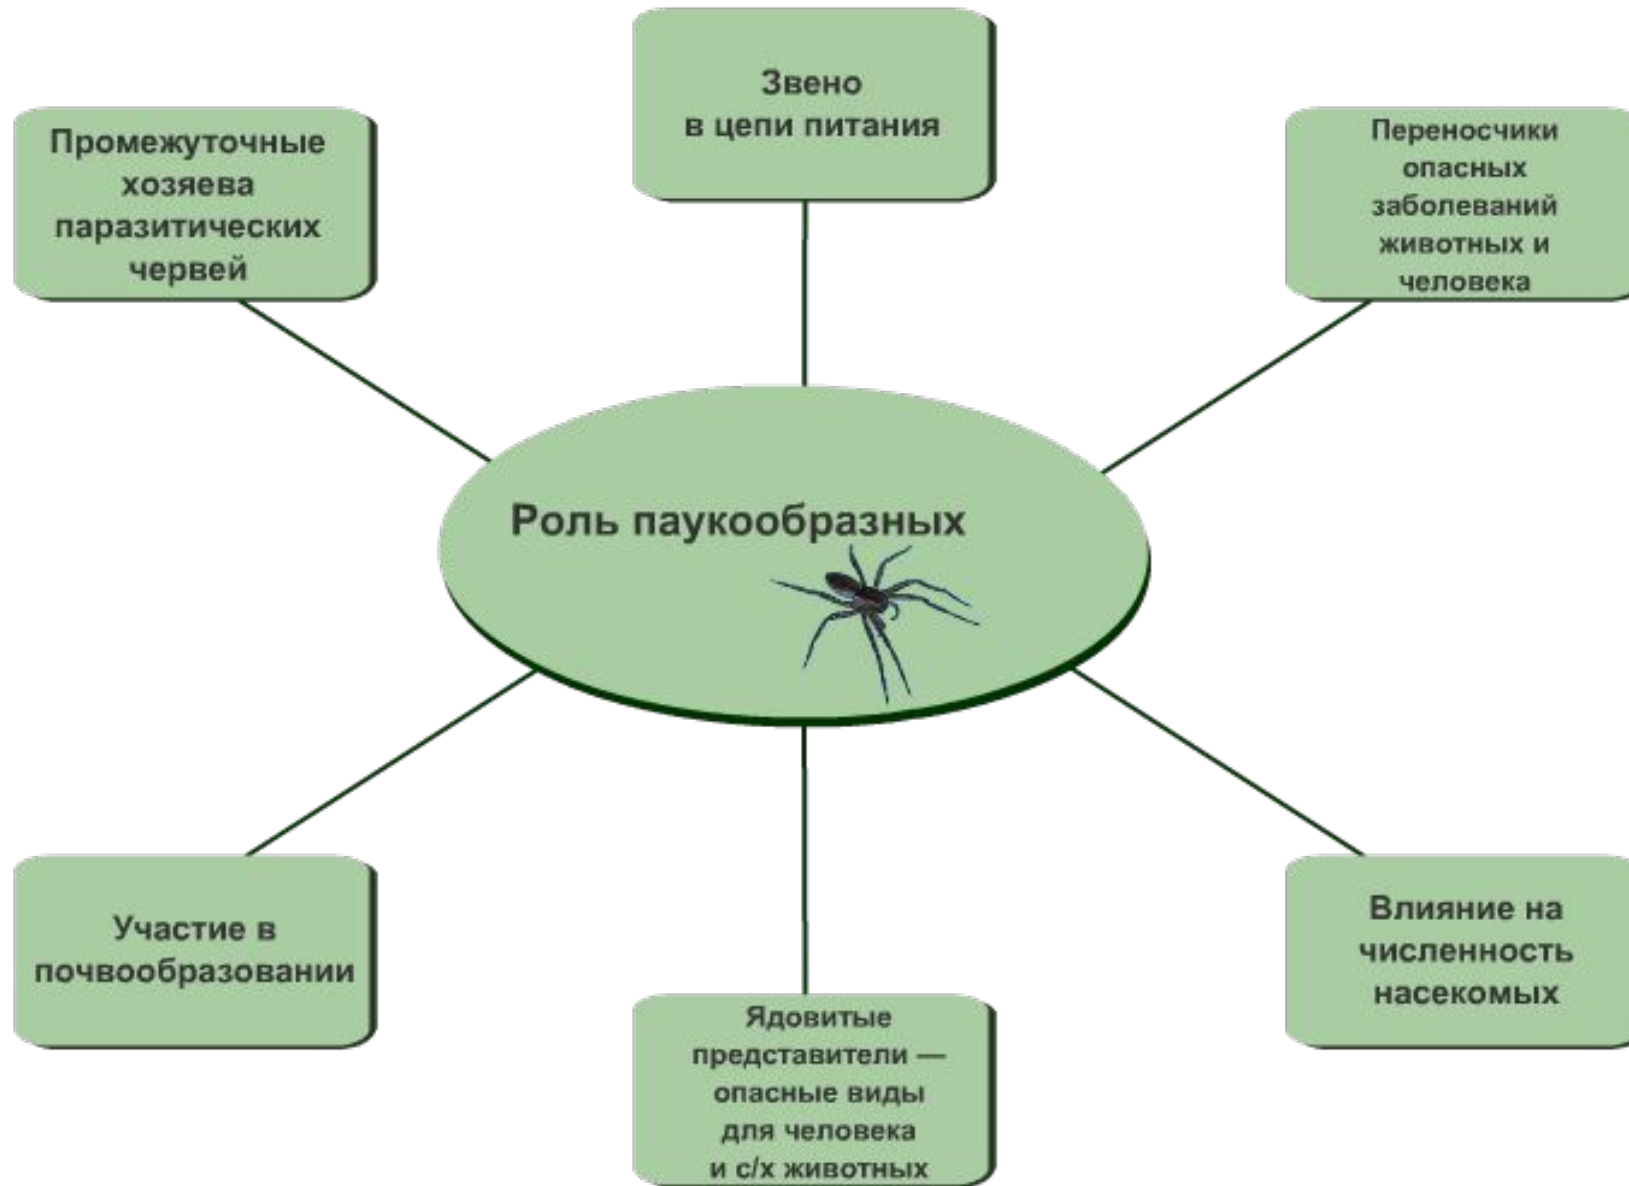 Звено
в цепи питания
Промежуточные
хозяева
паразитических
червей
Переносчики
опасных
заболеваний
животных и
человека
Роль паукообразных
Участие в
почвообразовании
Ядовитые
представители —
опасные виды
для человека
и с/х животных
Влияние на
численность
насекомых